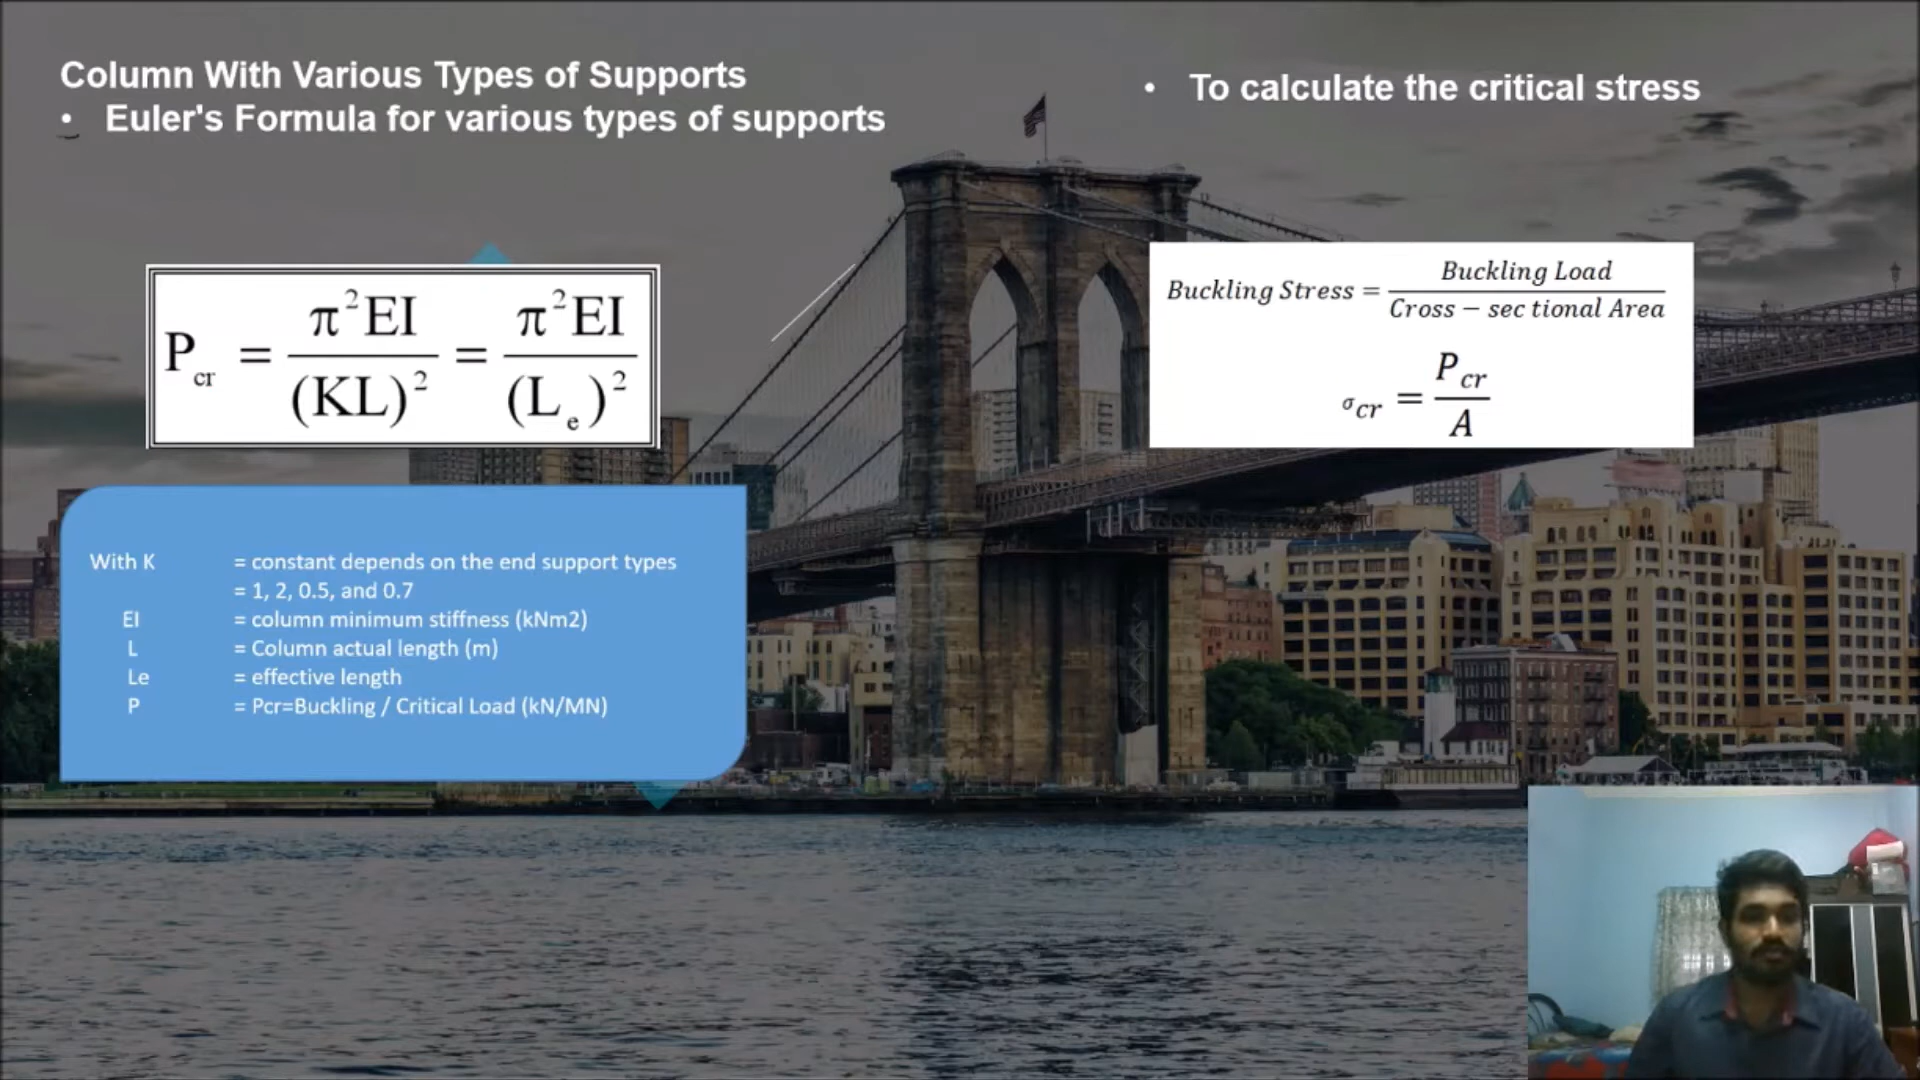 Column With Various Types of Supports
• Euler's Formula for various types of supports
P_cr = π²EI / (KL)² = π²EI / (L_e)²
With K = constant depends on the end support types
= 1, 2, 0.5, and 0.7
EI = column minimum stiffness (kNm2)
L = Column actual length (m)
Le = effective length
P = Pcr=Buckling / Critical Load (kN/MN)
• To calculate the critical stress
Buckling Stress = Buckling Load / Cross − sec tional Area
σ_cr = P_cr / A